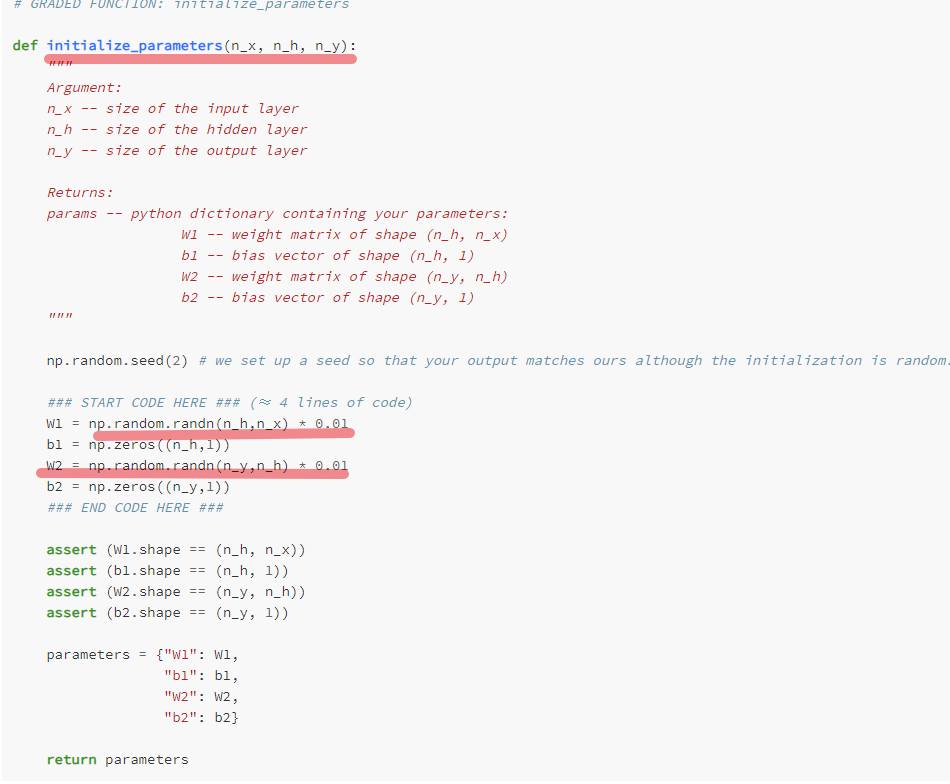 # GRADED FUNCTION: initialize_parameters
def initialize_parameters(n_x, n_h, n_y):
"""
Argument:
n_x -- size of the input layer
n_h -- size of the hidden layer
n_y -- size of the output layer
Returns:
params -- python dictionary containing your parameters:
W1 -- weight matrix of shape (n_h, n_x)
b1 -- bias vector of shape (n_h, 1)
W2 -- weight matrix of shape (n_y, n_h)
b2 -- bias vector of shape (n_y, 1)
"""
np.random.seed(2) # we set up a seed so that your output matches ours although the initialization is random.
### START CODE HERE ### (≈ 4 lines of code)
W1 = np.random.randn(n_h,n_x) * 0.01
b1 = np.zeros((n_h,1))
W2 = np.random.randn(n_y,n_h) * 0.01
b2 = np.zeros((n_y,1))
### END CODE HERE ###
assert (W1.shape == (n_h, n_x))
assert (b1.shape == (n_h, 1))
assert (W2.shape == (n_y, n_h))
assert (b2.shape == (n_y, 1))
parameters = {"W1": W1,
"b1": b1,
"W2": W2,
"b2": b2}
return parameters